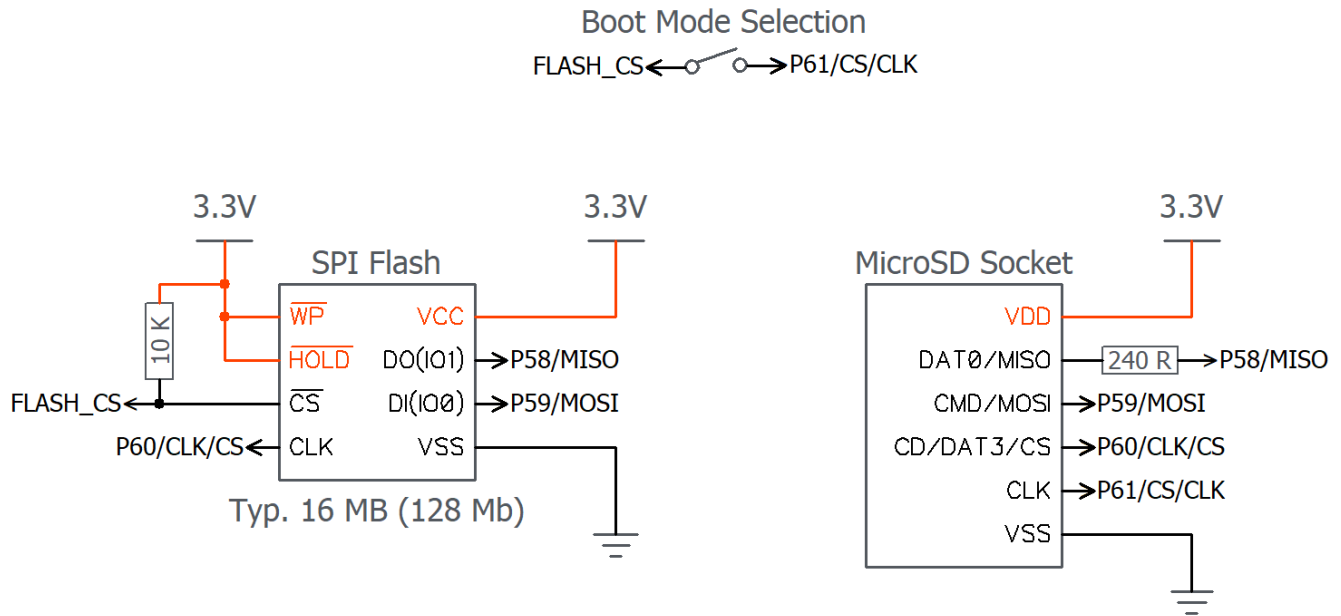 Boot Mode Selection
FLASH_CS P61/CS/CLK
3.3V 3.3V 3.3V
SPI Flash MicroSD Socket
10 K
WP VCC
HOLD DO(IO1) P58/MISO
FLASH_CS CS DI(IO0) P59/MOSI
P60/CLK/CS CLK VSS
Typ. 16 MB (128 Mb)
VDD
DAT0/MISO 240 R P58/MISO
CMD/MOSI P59/MOSI
CD/DAT3/CS P60/CLK/CS
CLK P61/CS/CLK
VSS